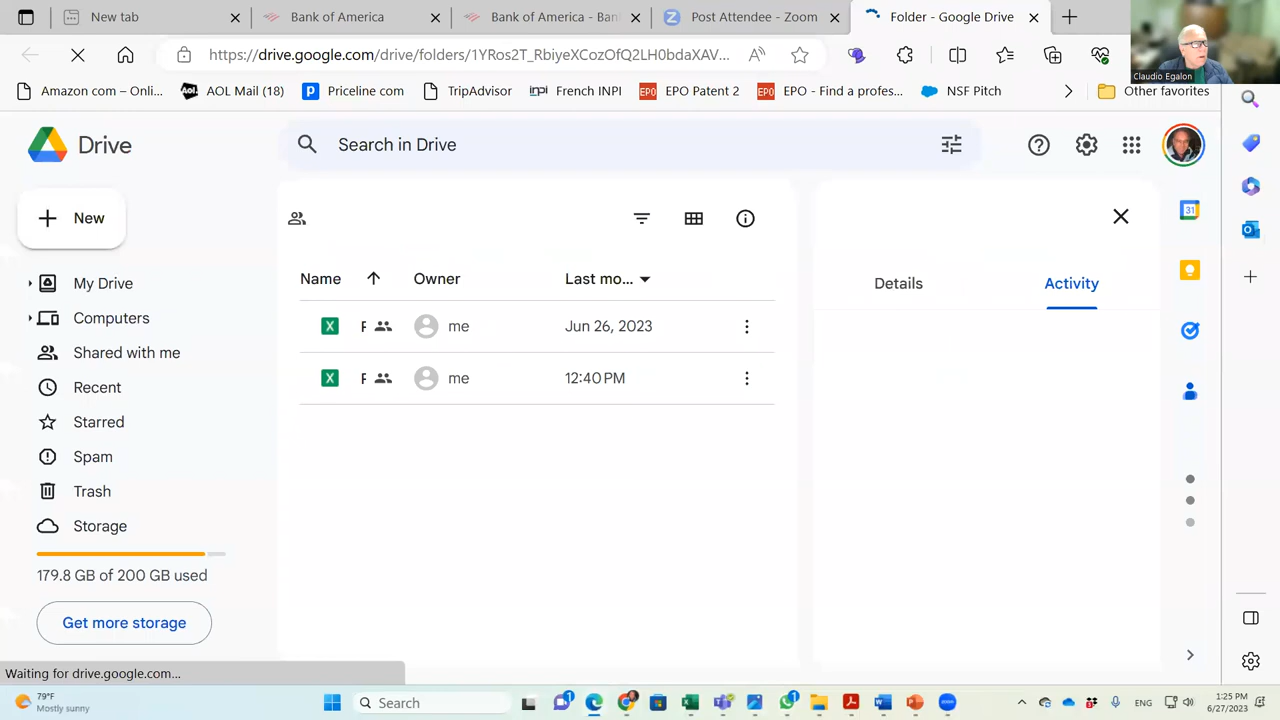 New tab
Bank of America
Bank of America - Ban
Post Attendee - Zoom
Folder - Google Drive
https://drive.google.com/drive/folders/1YRos2T_RbiyeXCozOfQ2LH0bdaXAV...
Claudio Egalon
Amazon com – Onli...
AOL Mail (18)
Priceline com
TripAdvisor
French INPI
EPO Patent 2
EPO - Find a profes...
NSF Pitch
Other favorites
Drive
Search in Drive
New
Name
Owner
Last mo...
Details
Activity
me
Jun 26, 2023
me
12:40 PM
My Drive
Computers
Shared with me
Recent
Starred
Spam
Trash
Storage
179.8 GB of 200 GB used
Get more storage
Waiting for drive.google.com...
79°F
Mostly sunny
Search
ENG
1:25 PM
6/27/2023